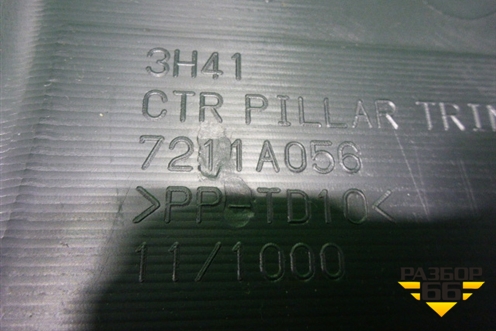 3H41
CTR PILLAR TRIM
7211A056
>PP-TD10<
11/1000
РАЗБОР
66